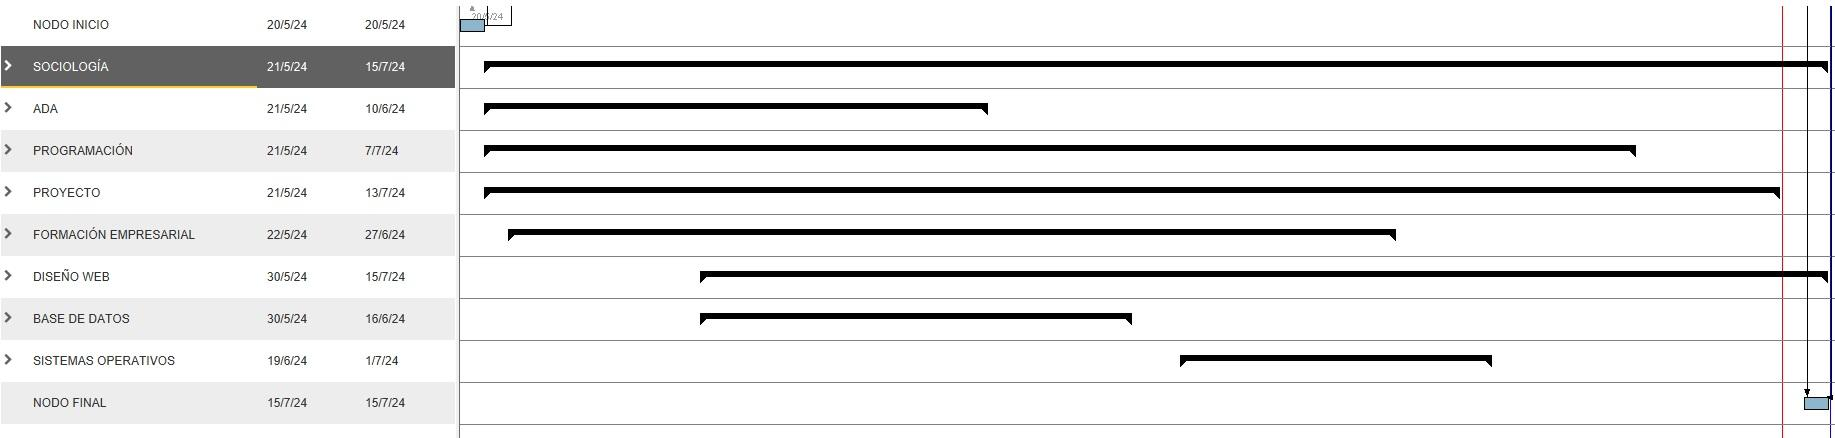 20/5/24
NODO INICIO 20/5/24 20/5/24
SOCIOLOGÍA 21/5/24 15/7/24
ADA 21/5/24 10/6/24
PROGRAMACIÓN 21/5/24 7/7/24
PROYECTO 21/5/24 13/7/24
FORMACIÓN EMPRESARIAL 22/5/24 27/6/24
DISEÑO WEB 30/5/24 15/7/24
BASE DE DATOS 30/5/24 16/6/24
SISTEMAS OPERATIVOS 19/6/24 1/7/24
NODO FINAL 15/7/24 15/7/24